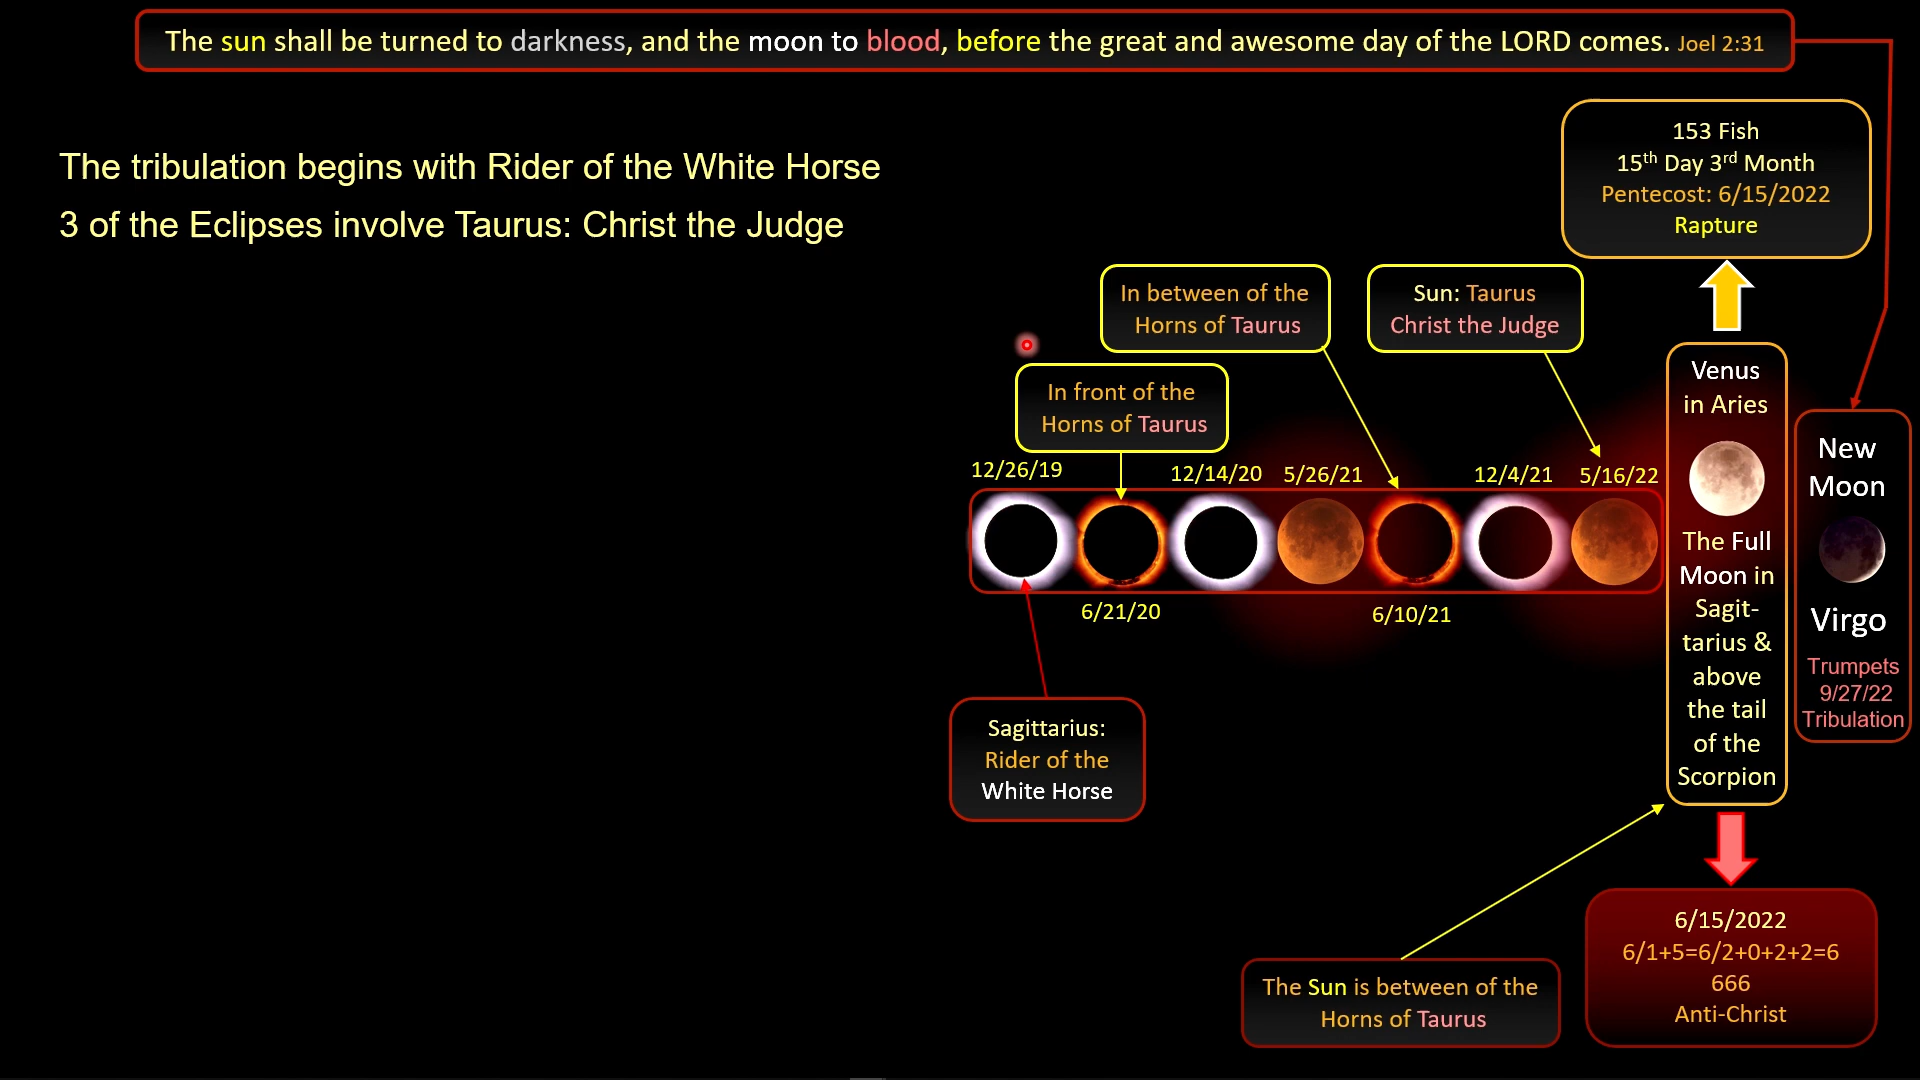 The sun shall be turned to darkness, and the moon to blood, before the great and awesome day of the LORD comes. Joel 2:31
The tribulation begins with Rider of the White Horse
3 of the Eclipses involve Taurus: Christ the Judge
153 Fish
15th Day 3rd Month
Pentecost: 6/15/2022
Rapture
In between of the
Horns of Taurus
Sun: Taurus
Christ the Judge
In front of the
Horns of Taurus
12/26/19
12/14/20
5/26/21
12/4/21
5/16/22
6/21/20
6/10/21
Sagittarius:
Rider of the
White Horse
Venus
in Aries
The Full
Moon in
Sagit-
tarius &
above
the tail
of the
Scorpion
New
Moon
Virgo
Trumpets
9/27/22
Tribulation
The Sun is between of the
Horns of Taurus
6/15/2022
6/1+5=6/2+0+2+2=6
666
Anti-Christ